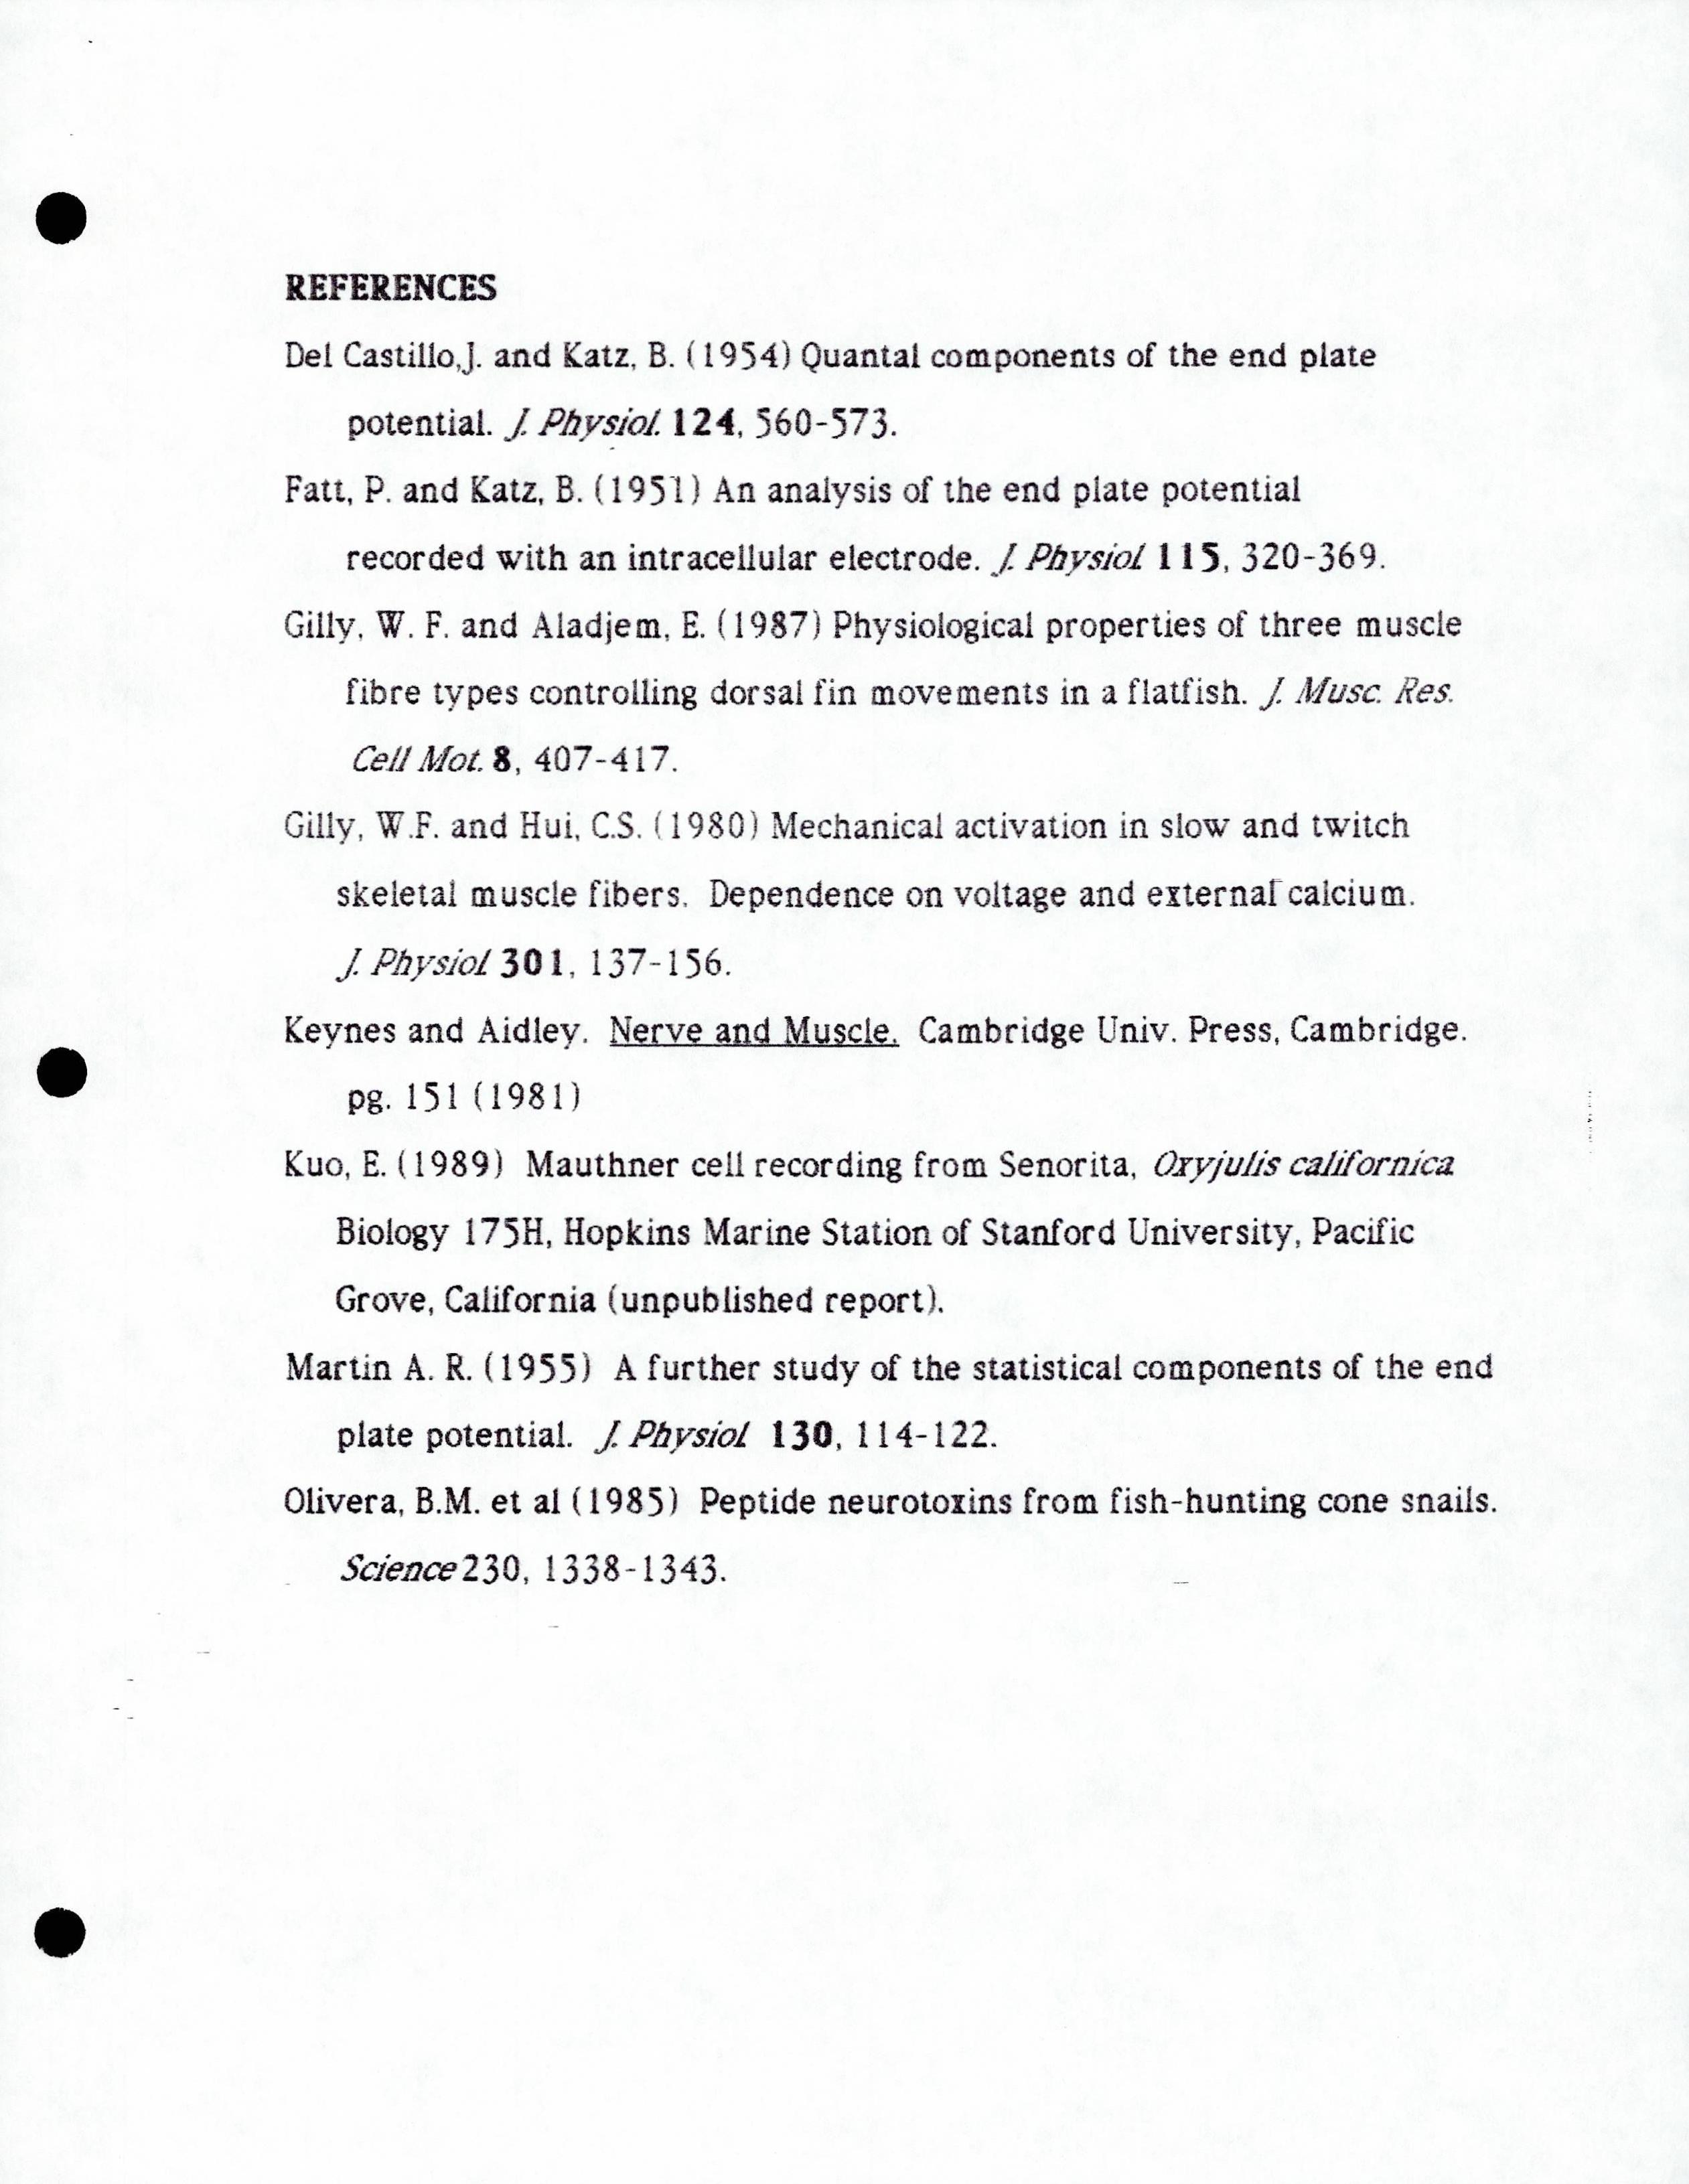 REFERENCES
Del Castillo,J. and Katz, B. (1954) Quantal components of the end plate
potential. J. Physiol. 124, 560-573.
Fatt, P. and Katz, B. (1951) An analysis of the end plate potential
recorded with an intracellular electrode. J. Physiol 115, 320-369.
Gilly, W. F. and Aladjem, E. (1987) Physiological properties of three muscle
fibre types controlling dorsal fin movements in a flatfish. J. Musc. Res.
Cell Mot. 8, 407-417.
Gilly, W.F. and Hui, C.S. (1980) Mechanical activation in slow and twitch
skeletal muscle fibers. Dependence on voltage and external calcium.
J. Physiol 301, 137-156.
Keynes and Aidley. Nerve and Muscle. Cambridge Univ. Press, Cambridge.
pg. 151 (1981)
Kuo, E. (1989) Mauthner cell recording from Senorita, Oxyjulis californica
Biology 175H, Hopkins Marine Station of Stanford University, Pacific
Grove, California (unpublished report).
Martin A. R. (1955) A further study of the statistical components of the end
plate potential. J. Physiol 130, 114-122.
Olivera, B.M. et al (1985) Peptide neurotoxins from fish-hunting cone snails.
Science 230, 1338-1343.